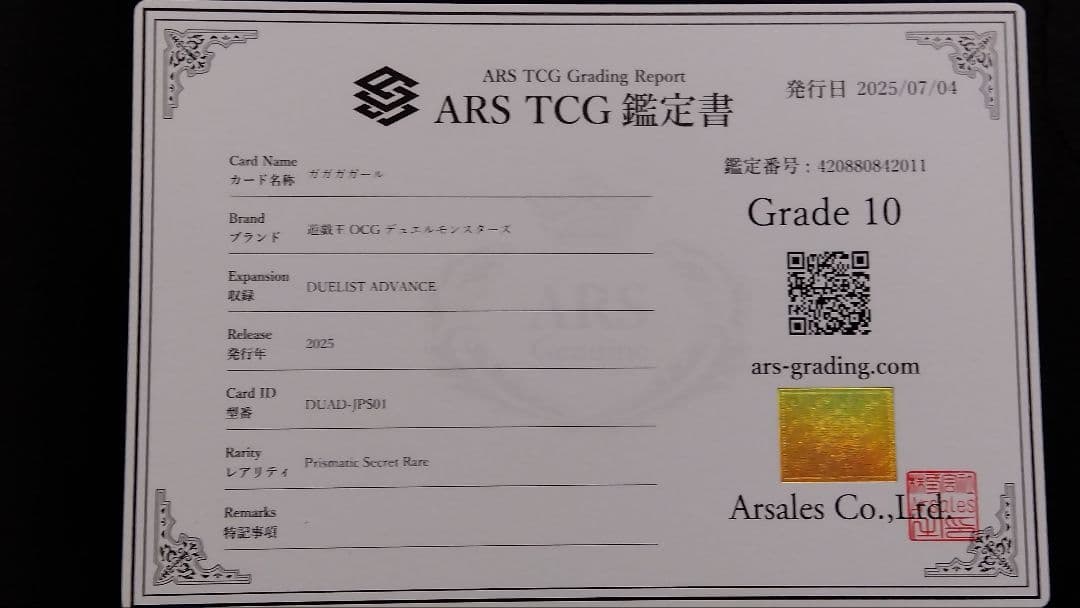 ARS TCG Grading Report
ARS TCG 鑑定書
発行日 2025/07/04
Card Name
カード名称
ガガガガール
Brand
ブランド
遊戯王 OCG デュエルモンスターズ
Expansion
収録
DUELIST ADVANCE
Release
発行年
2025
Card ID
型番
DUAD-JPS01
Rarity
レアリティ
Prismatic Secret Rare
Remarks
特記事項
鑑定番号 : 420880842011
Grade 10
ars-grading.com
Arsales Co.,Ltd.
ARS
Genuine